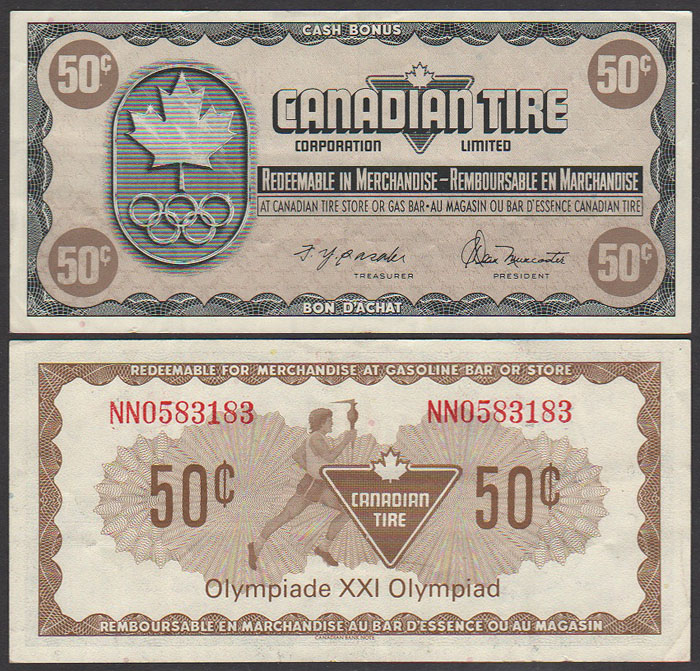 CASH BONUS
50¢ 50¢
CANADIAN TIRE
CORPORATION LIMITED
REDEEMABLE IN MERCHANDISE – REMBOURSABLE EN MARCHANDISE
AT CANADIAN TIRE STORE OR GAS BAR • AU MAGASIN OU BAR D'ESSENCE CANADIAN TIRE
50¢ 50¢
TREASURER PRESIDENT
BON D'ACHAT
REDEEMABLE FOR MERCHANDISE AT GASOLINE BAR OR STORE
NN0583183 NN0583183
50¢ CANADIAN TIRE 50¢
Olympiade XXI Olympiad
REMBOURSABLE EN MERCHANDISE AU BAR D'ESSENCE OU AU MAGASIN
CANADIAN BANK NOTE